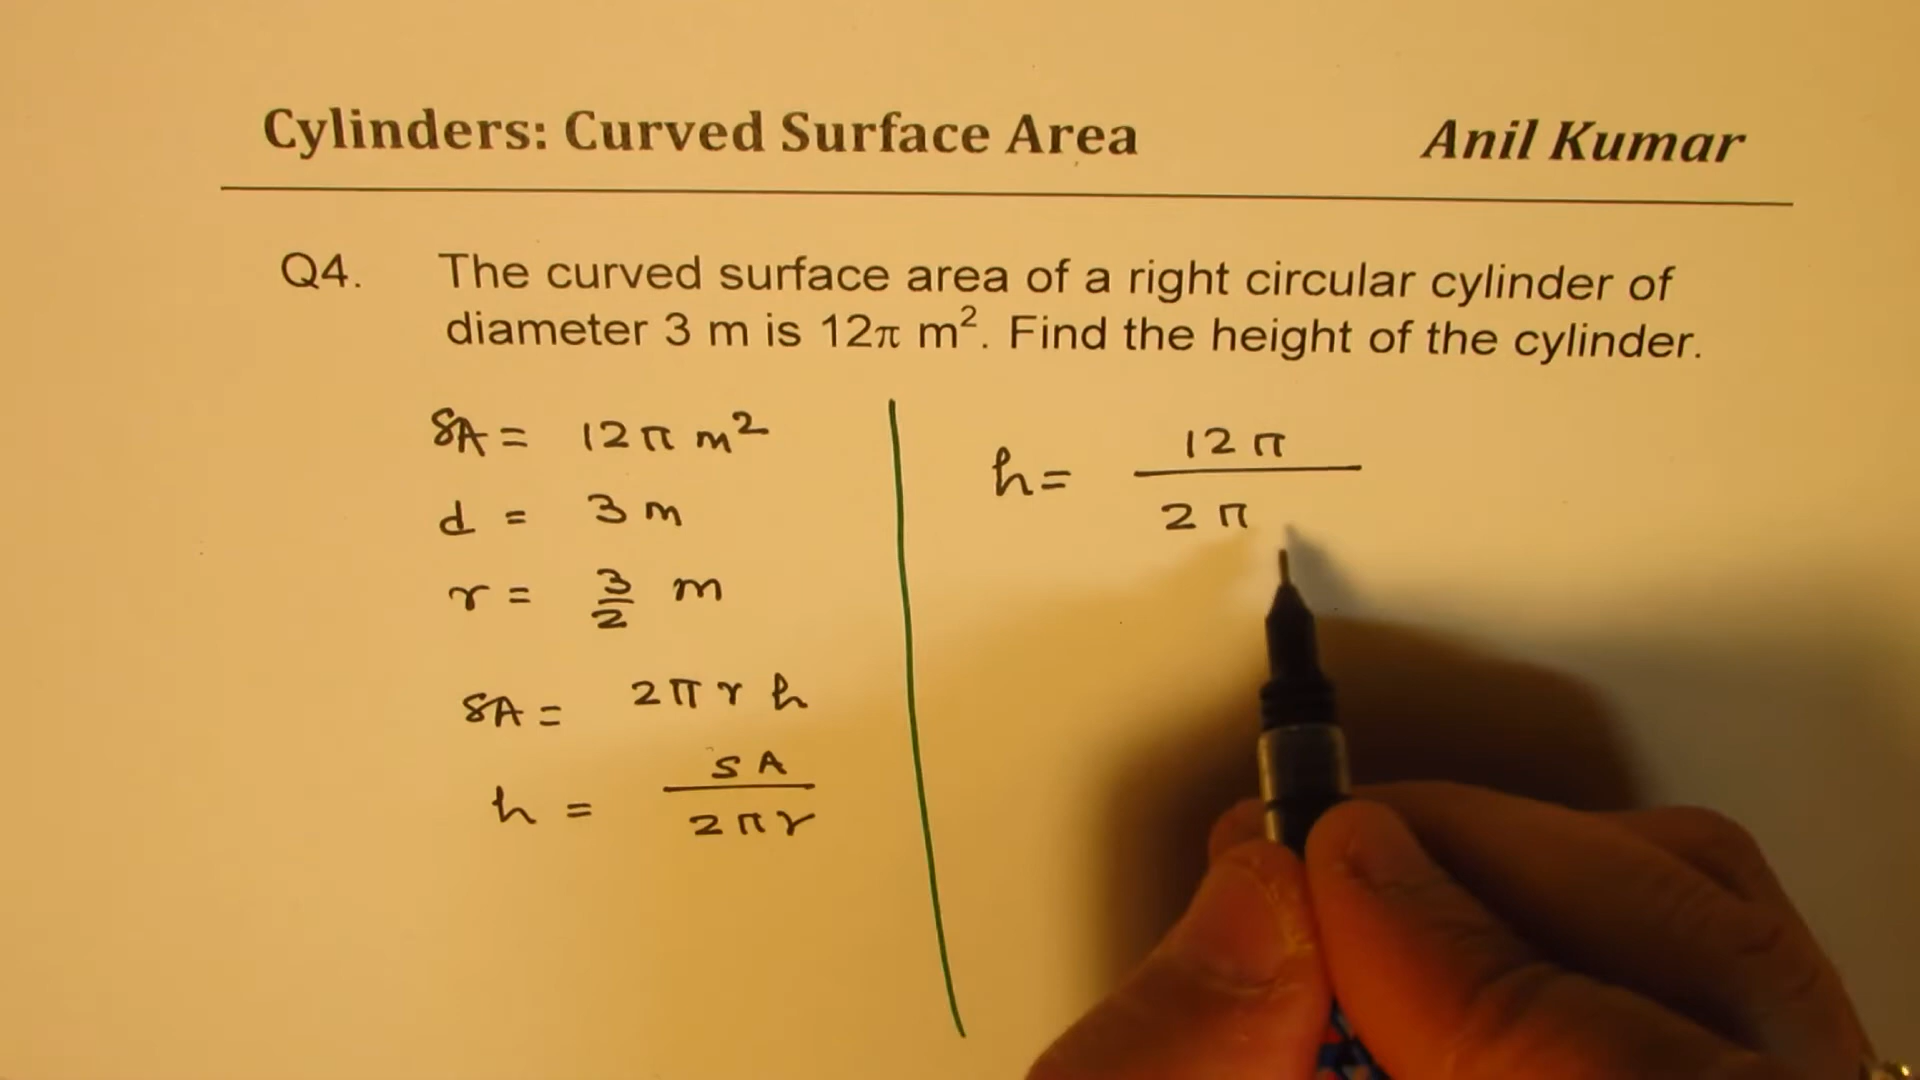 Cylinders: Curved Surface Area Anil Kumar
Q4. The curved surface area of a right circular cylinder of
diameter 3 m is 12π m². Find the height of the cylinder.
SA = 12π m²
d = 3 m
r = 3/2 m
SA = 2πr h
h = SA / 2πr
h = 12π / 2π